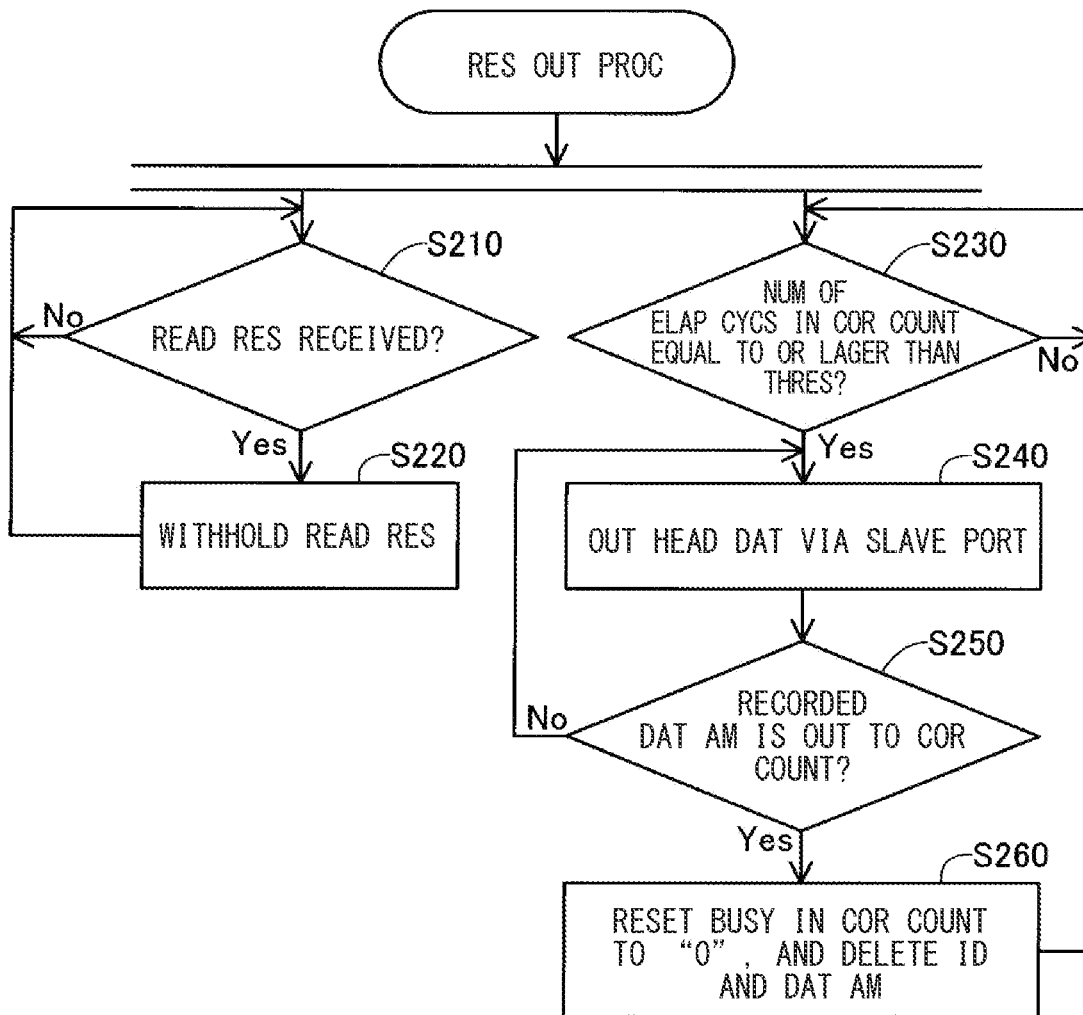 RES OUT PROC
S210
READ RES RECEIVED?
No
Yes
S220
WITHHOLD READ RES
S230
NUM OF
ELAP CYCS IN COR COUNT
EQUAL TO OR LAGER THAN
THRES?
No
Yes
S240
OUT HEAD DAT VIA SLAVE PORT
S250
RECORDED
DAT AM IS OUT TO COR
COUNT?
No
Yes
S260
RESET BUSY IN COR COUNT
TO “0”, AND DELETE ID
AND DAT AM